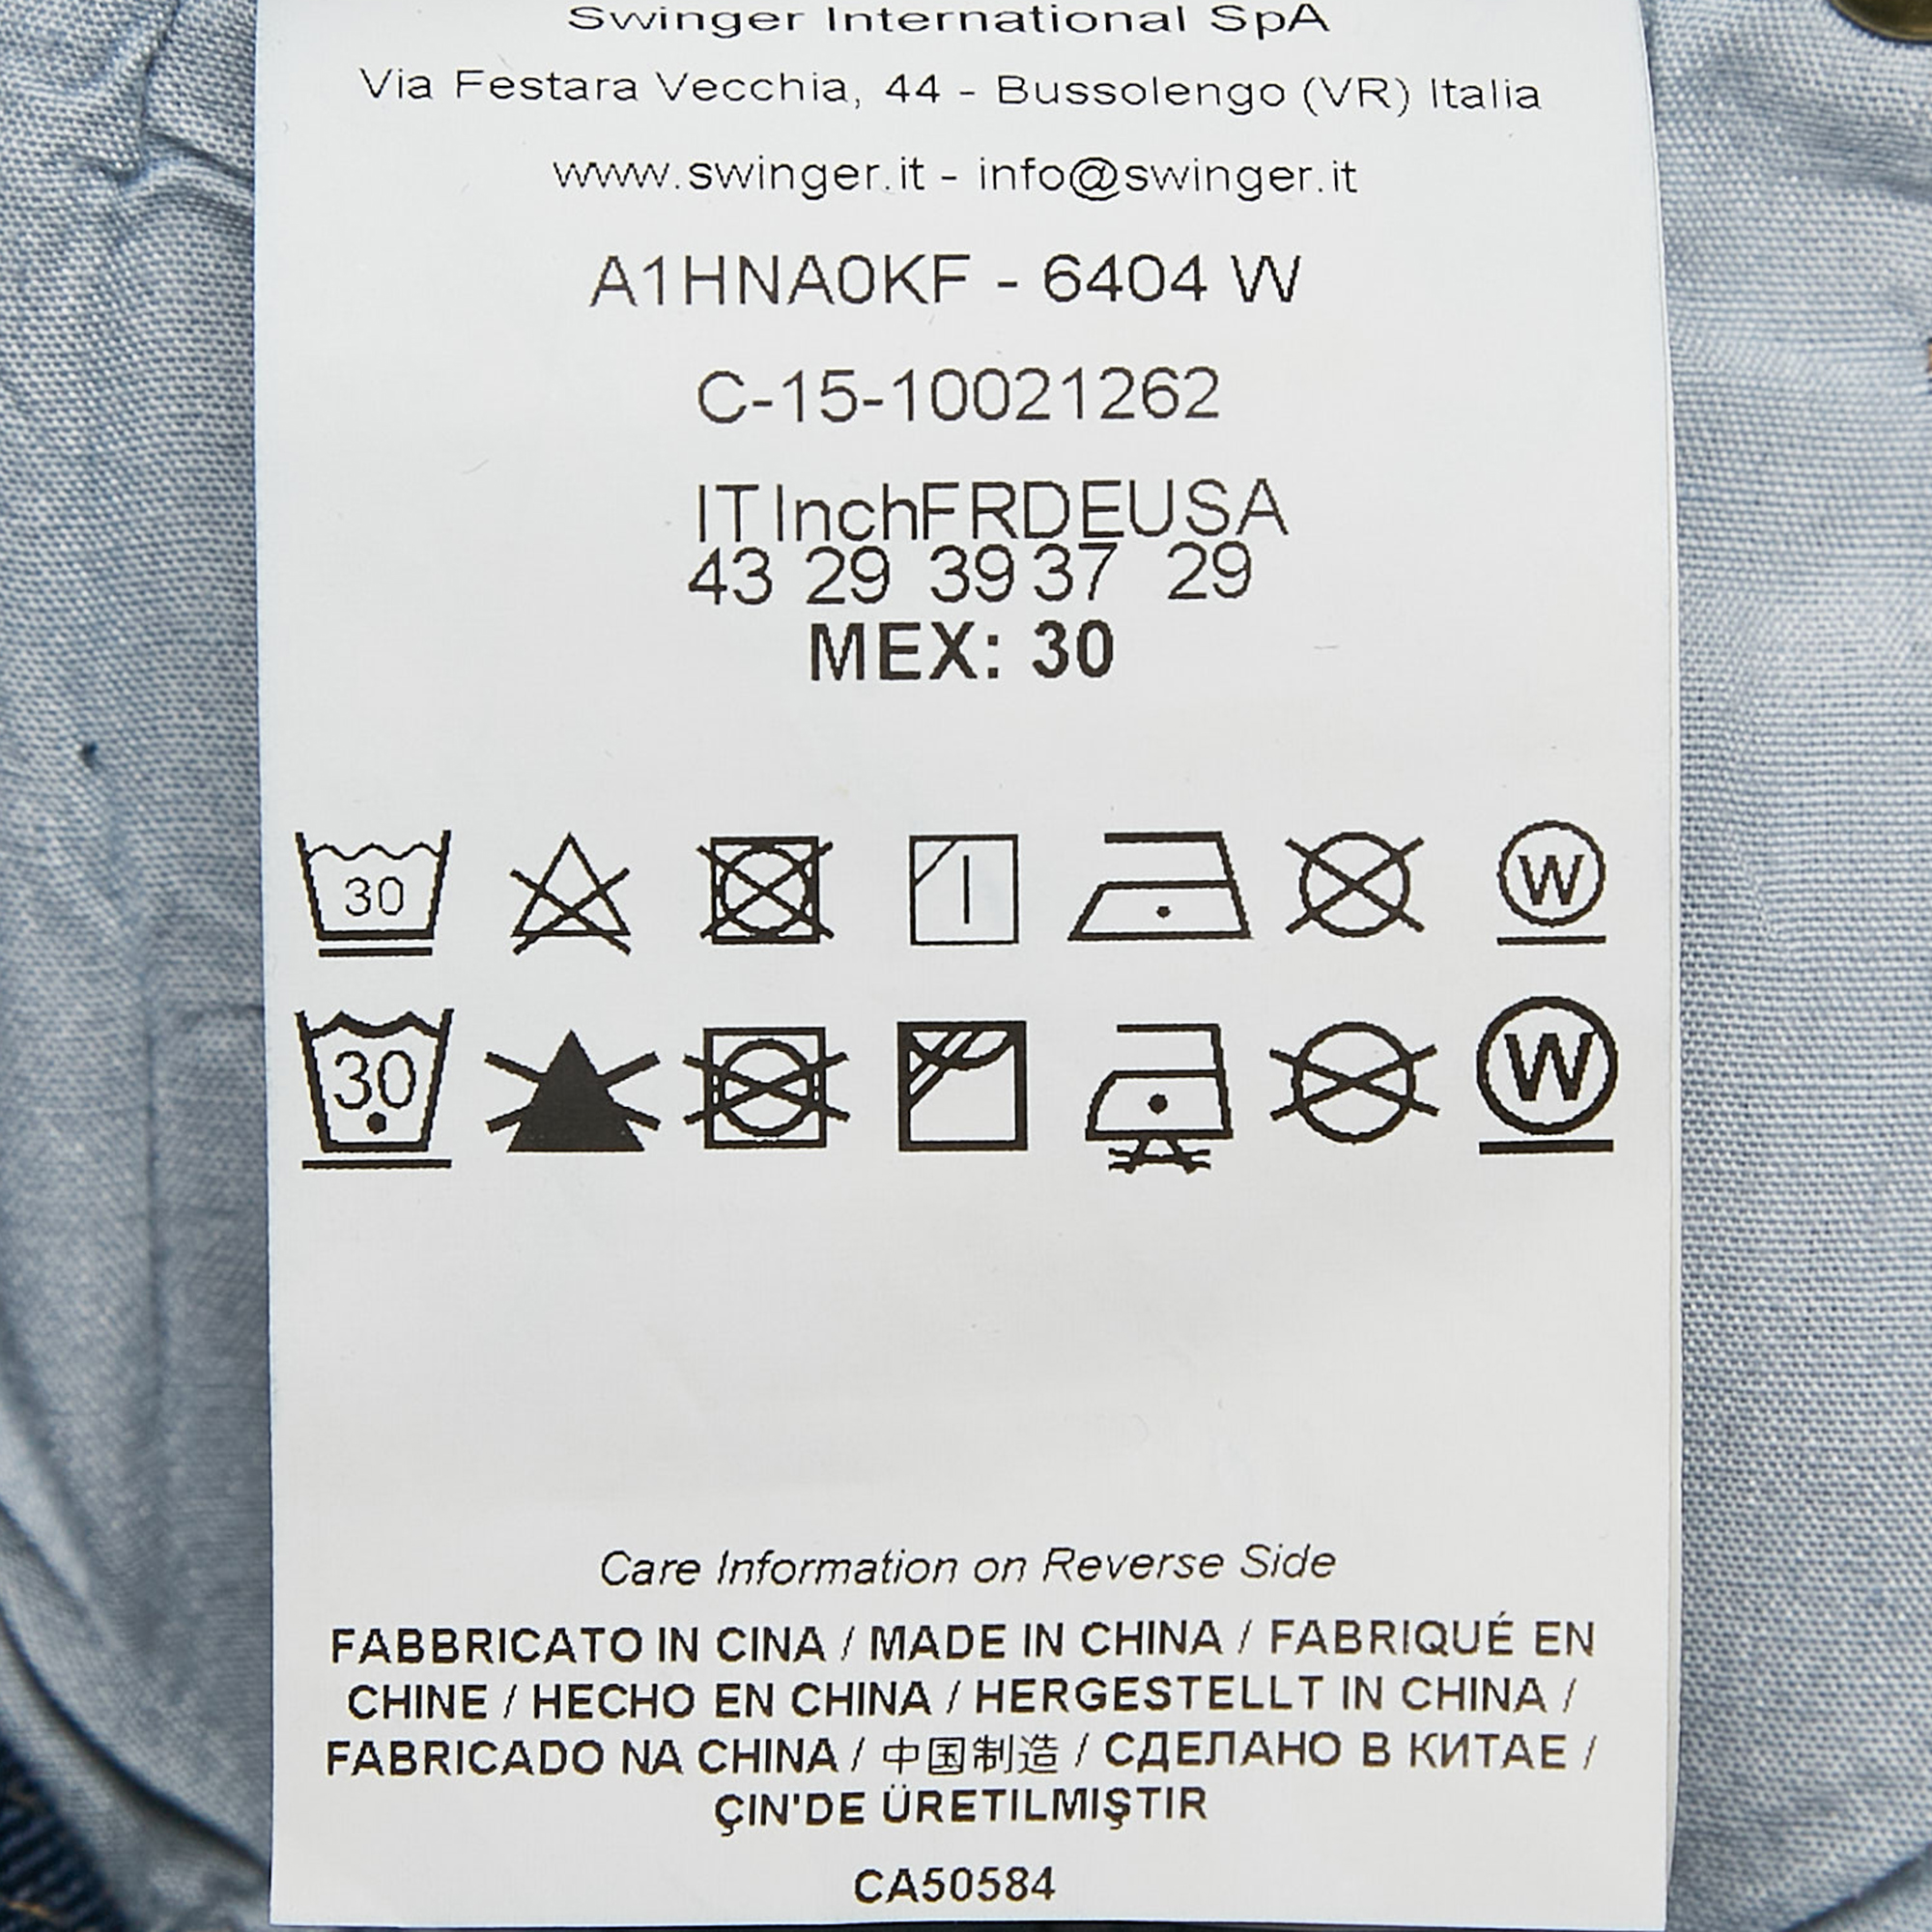 Swinger International SpA
Via Festara Vecchia, 44 - Bussolengo (VR) Italia
www.swinger.it - info@swinger.it
A1HNA0KF - 6404 W
C-15-10021262
IT Inch FR DE USA
43 29 39 37 29
MEX: 30
30 W
30 W
Care Information on Reverse Side
FABBRICATO IN CINA / MADE IN CHINA / FABRIQUÉ EN
CHINE / HECHO EN CHINA / HERGESTELLT IN CHINA /
FABRICADO NA CHINA / 中国制造 / СДЕЛАНО В КИТАЕ /
ÇIN'DE ÜRETILMIŞTIR
CA50584